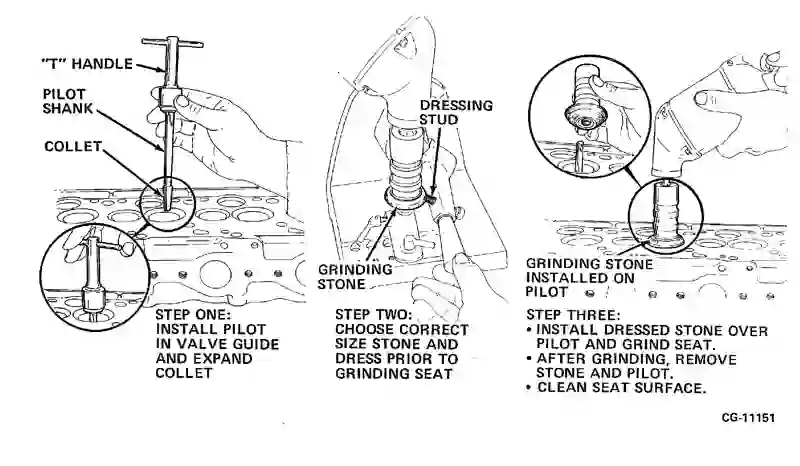 "T" HANDLE
PILOT
SHANK
COLLET
STEP ONE:
INSTALL PILOT
IN VALVE GUIDE
AND EXPAND
COLLET
DRESSING
STUD
GRINDING
STONE
STEP TWO:
CHOOSE CORRECT
SIZE STONE AND
DRESS PRIOR TO
GRINDING SEAT
GRINDING STONE
INSTALLED ON
PILOT
STEP THREE:
• INSTALL DRESSED STONE OVER
PILOT AND GRIND SEAT.
• AFTER GRINDING, REMOVE
STONE AND PILOT.
• CLEAN SEAT SURFACE.
CG-11151